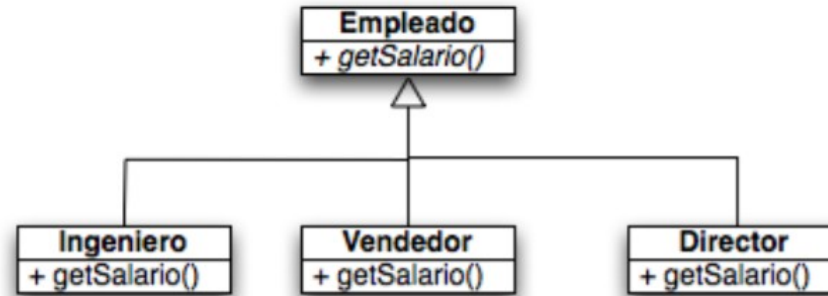 Empleado
+ getSalario()
Ingeniero
+ getSalario()
Vendedor
+ getSalario()
Director
+ getSalario()